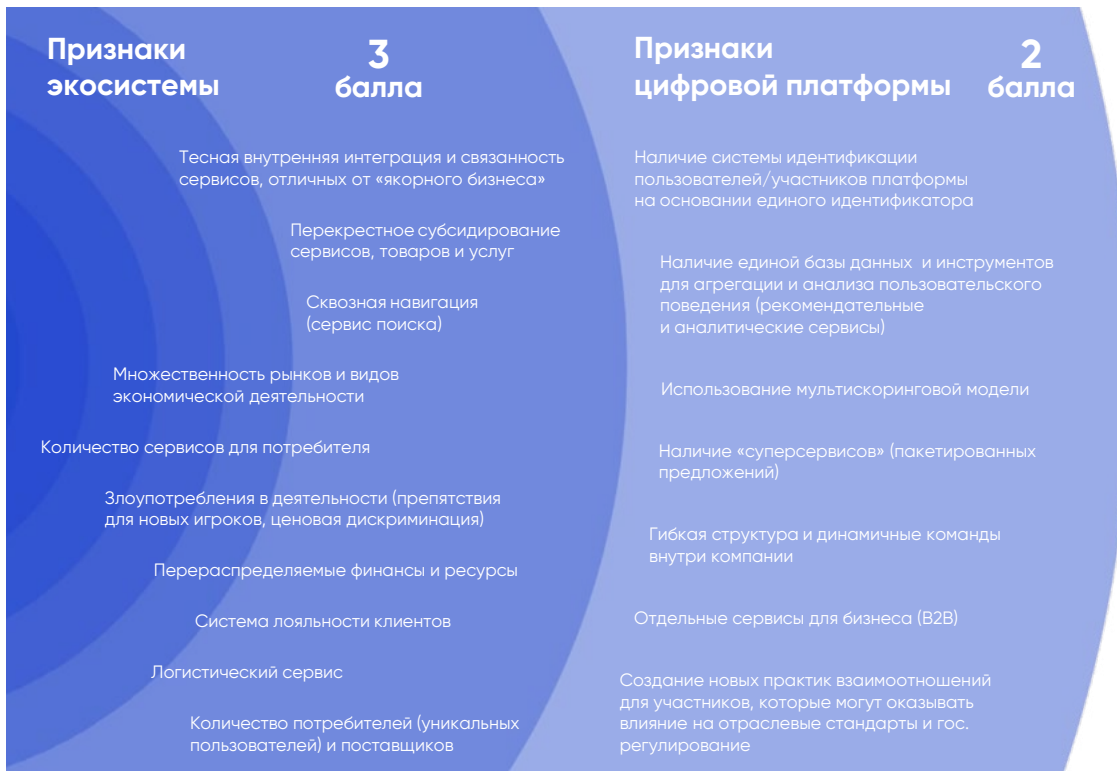 Признаки
экосистемы
3
балла
Тесная внутренняя интеграция и связанность
сервисов, отличных от «якорного бизнеса»
Перекрестное субсидирование
сервисов, товаров и услуг
Сквозная навигация
(сервис поиска)
Множественность рынков и видов
экономической деятельности
Количество сервисов для потребителя
Злоупотребления в деятельности (препятствия
для новых игроков, ценовая дискриминация)
Перераспределяемые финансы и ресурсы
Система лояльности клиентов
Логистический сервис
Количество потребителей (уникальных
пользователей) и поставщиков
Признаки
цифровой платформы
2
балла
Наличие системы идентификации
пользователей/участников платформы
на основании единого идентификатора
Наличие единой базы данных и инструментов
для агрегации и анализа пользовательского
поведения (рекомендательные
и аналитические сервисы)
Использование мультискоринговой модели
Наличие «суперсервисов» (пакетированных
предложений)
Гибкая структура и динамичные команды
внутри компании
Отдельные сервисы для бизнеса (B2B)
Создание новых практик взаимоотношений
для участников, которые могут оказывать
влияние на отраслевые стандарты и гос.
регулирование